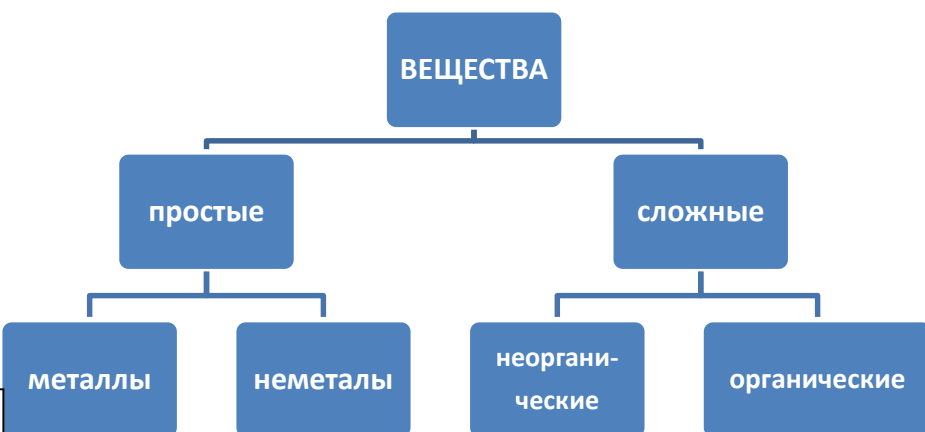 ВЕЩЕСТВА
простые
сложные
металлы
неметалы
неоргани-
ческие
органические